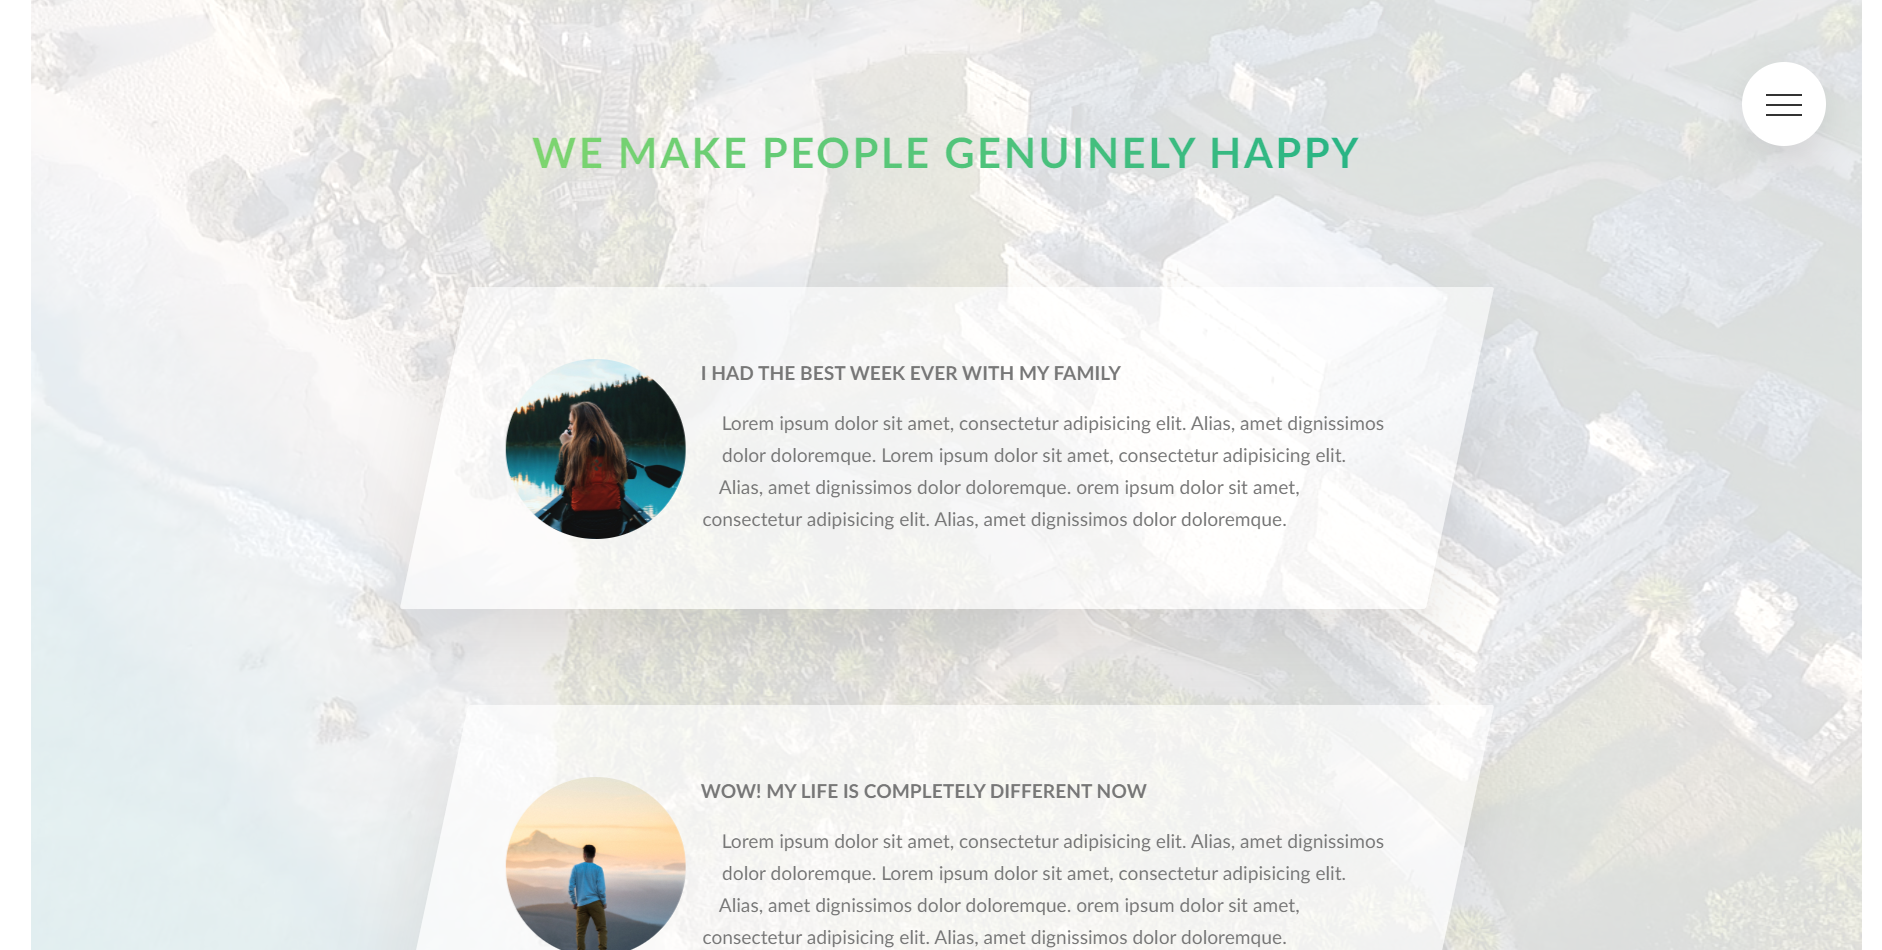 WE MAKE PEOPLE GENUINELY HAPPY
I HAD THE BEST WEEK EVER WITH MY FAMILY
Lorem ipsum dolor sit amet, consectetur adipisicing elit. Alias, amet dignissimos
dolor doloremque. Lorem ipsum dolor sit amet, consectetur adipisicing elit.
Alias, amet dignissimos dolor doloremque. orem ipsum dolor sit amet,
consectetur adipisicing elit. Alias, amet dignissimos dolor doloremque.
WOW! MY LIFE IS COMPLETELY DIFFERENT NOW
Lorem ipsum dolor sit amet, consectetur adipisicing elit. Alias, amet dignissimos
dolor doloremque. Lorem ipsum dolor sit amet, consectetur adipisicing elit.
Alias, amet dignissimos dolor doloremque. orem ipsum dolor sit amet,
consectetur adipisicing elit. Alias, amet dignissimos dolor doloremque.